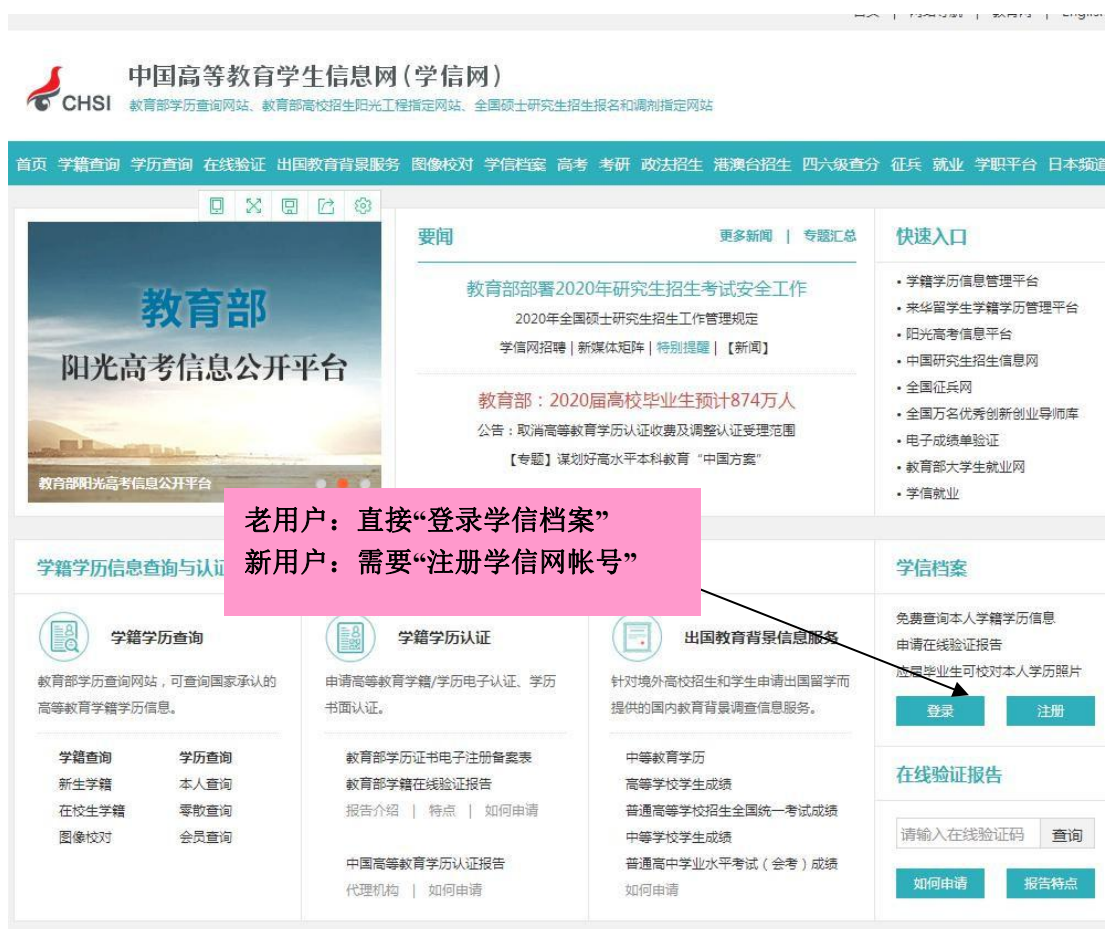 首页 | 网站导航 | 教育网 | English
CHSI
中国高等教育学生信息网(学信网)
教育部学历查询网站、教育部高校招生阳光工程指定网站、全国硕士研究生招生报名和调剂指定网站
首页 学籍查询 学历查询 在线验证 出国教育背景服务 图像校对 学信档案 高考 考研 政法招生 港澳台招生 四六级查分 征兵 就业 学职平台 日本频道
教育部
阳光高考信息公开平台
教育部阳光高考信息公开平台
要闻 更多新闻 | 专题汇总
教育部部署2020年研究生招生考试安全工作
2020年全国硕士研究生招生工作管理规定
学信网招聘 | 新媒体矩阵 | 特别提醒 | 【新闻】
教育部：2020届高校毕业生预计874万人
公告：取消高等教育学历认证收费及调整认证受理范围
【专题】谋划好高水平本科教育“中国方案”
快速入口
• 学籍学历信息管理平台
• 来华留学生学籍学历管理平台
• 阳光高考信息平台
• 中国研究生招生信息网
• 全国征兵网
• 全国万名优秀创新创业导师库
• 电子成绩单验证
• 教育部大学生就业网
• 学信就业
老用户：直接“登录学信档案”
新用户：需要“注册学信网帐号”
学籍学历信息查询与认证
学籍学历查询
教育部学历查询网站，可查询国家承认的
高等教育学籍学历信息。
学籍查询 学历查询
新生学籍 本人查询
在校生学籍 零散查询
图像校对 会员查询
学籍学历认证
申请高等教育学籍/学历电子认证、学历
书面认证。
教育部学历证书电子注册备案表
教育部学籍在线验证报告
报告介绍 | 特点 | 如何申请
中国高等教育学历认证报告
代理机构 | 如何申请
出国教育背景信息服务
针对境外高校招生和学生申请出国留学而
提供的国内教育背景调查信息服务。
中等教育学历
高等学校学生成绩
普通高等学校招生全国统一考试成绩
中等学校学生成绩
普通高中学业水平考试（会考）成绩
如何申请
学信档案
免费查询本人学籍学历信息
申请在线验证报告
应届毕业生可校对本人学历照片
登录 注册
在线验证报告
请输入在线验证码 查询
如何申请 报告特点